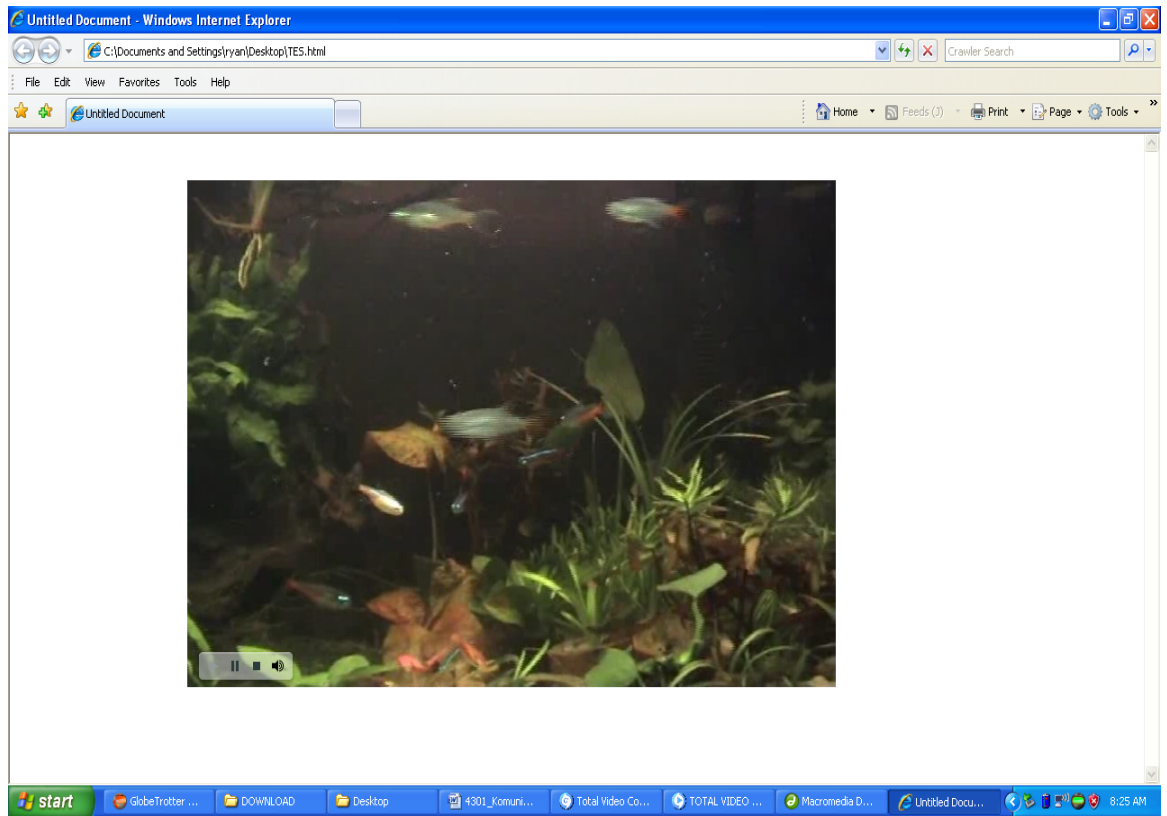 Untitled Document - Windows Internet Explorer
C:\Documents and Settings\ryan\Desktop\TES.html
Crawler Search
File Edit View Favorites Tools Help
Untitled Document
Home Feeds (J) Print Page Tools »
start GlobeTrotter ... DOWNLOAD Desktop 4301_Komuni... Total Video Co... TOTAL VIDEO ... Macromedia D... Untitled Docu... 8:25 AM